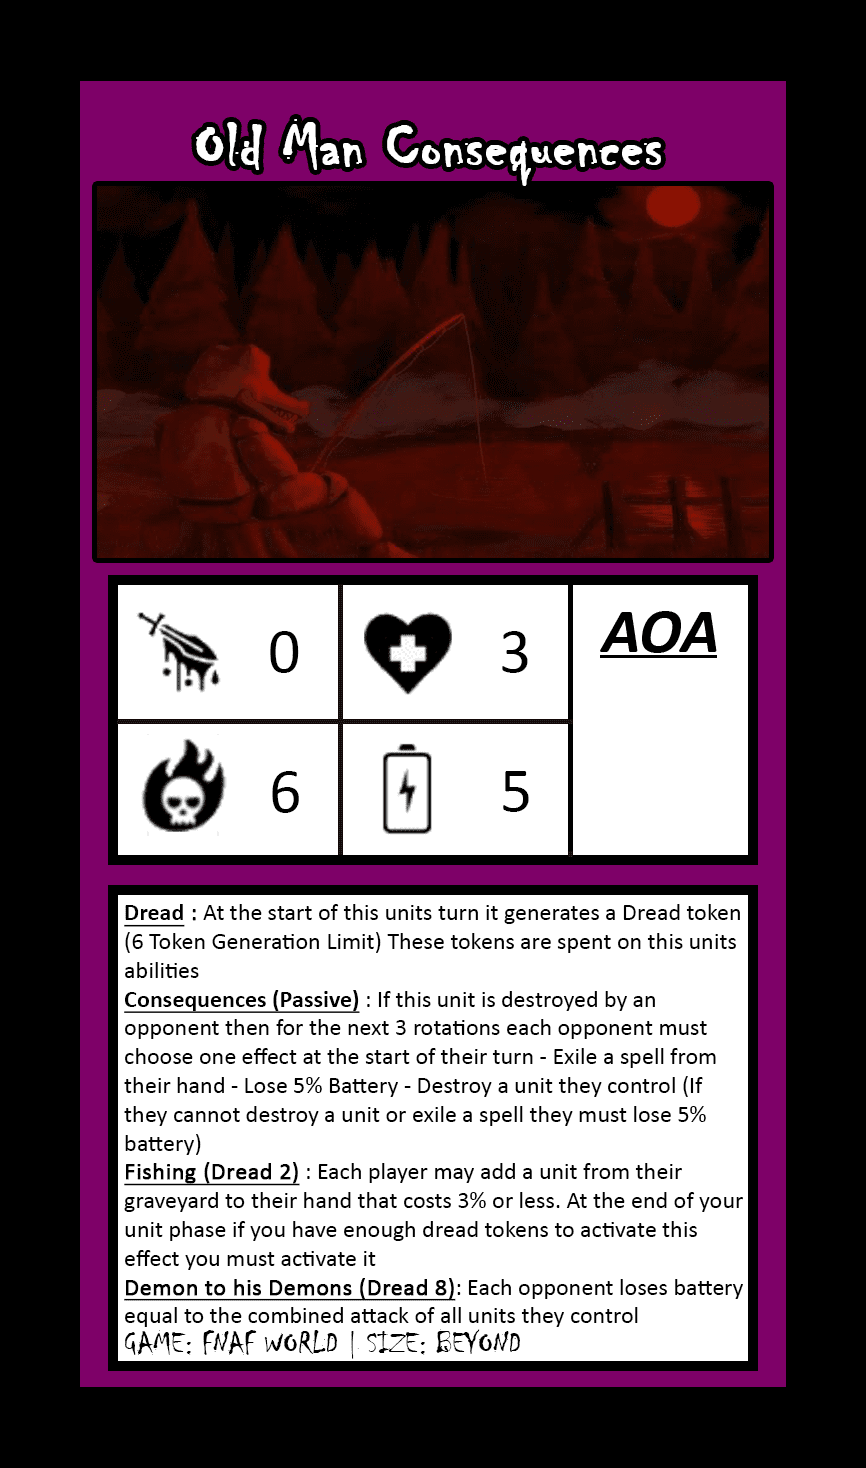 Old Man Consequences
0
3
AOA
6
5
Dread : At the start of this units turn it generates a Dread token
(6 Token Generation Limit) These tokens are spent on this units
abilities
Consequences (Passive) : If this unit is destroyed by an
opponent then for the next 3 rotations each opponent must
choose one effect at the start of their turn - Exile a spell from
their hand - Lose 5% Battery - Destroy a unit they control (If
they cannot destroy a unit or exile a spell they must lose 5%
battery)
Fishing (Dread 2) : Each player may add a unit from their
graveyard to their hand that costs 3% or less. At the end of your
unit phase if you have enough dread tokens to activate this
effect you must activate it
Demon to his Demons (Dread 8): Each opponent loses battery
equal to the combined attack of all units they control
GAME: FNAF WORLD | SIZE: BEYOND